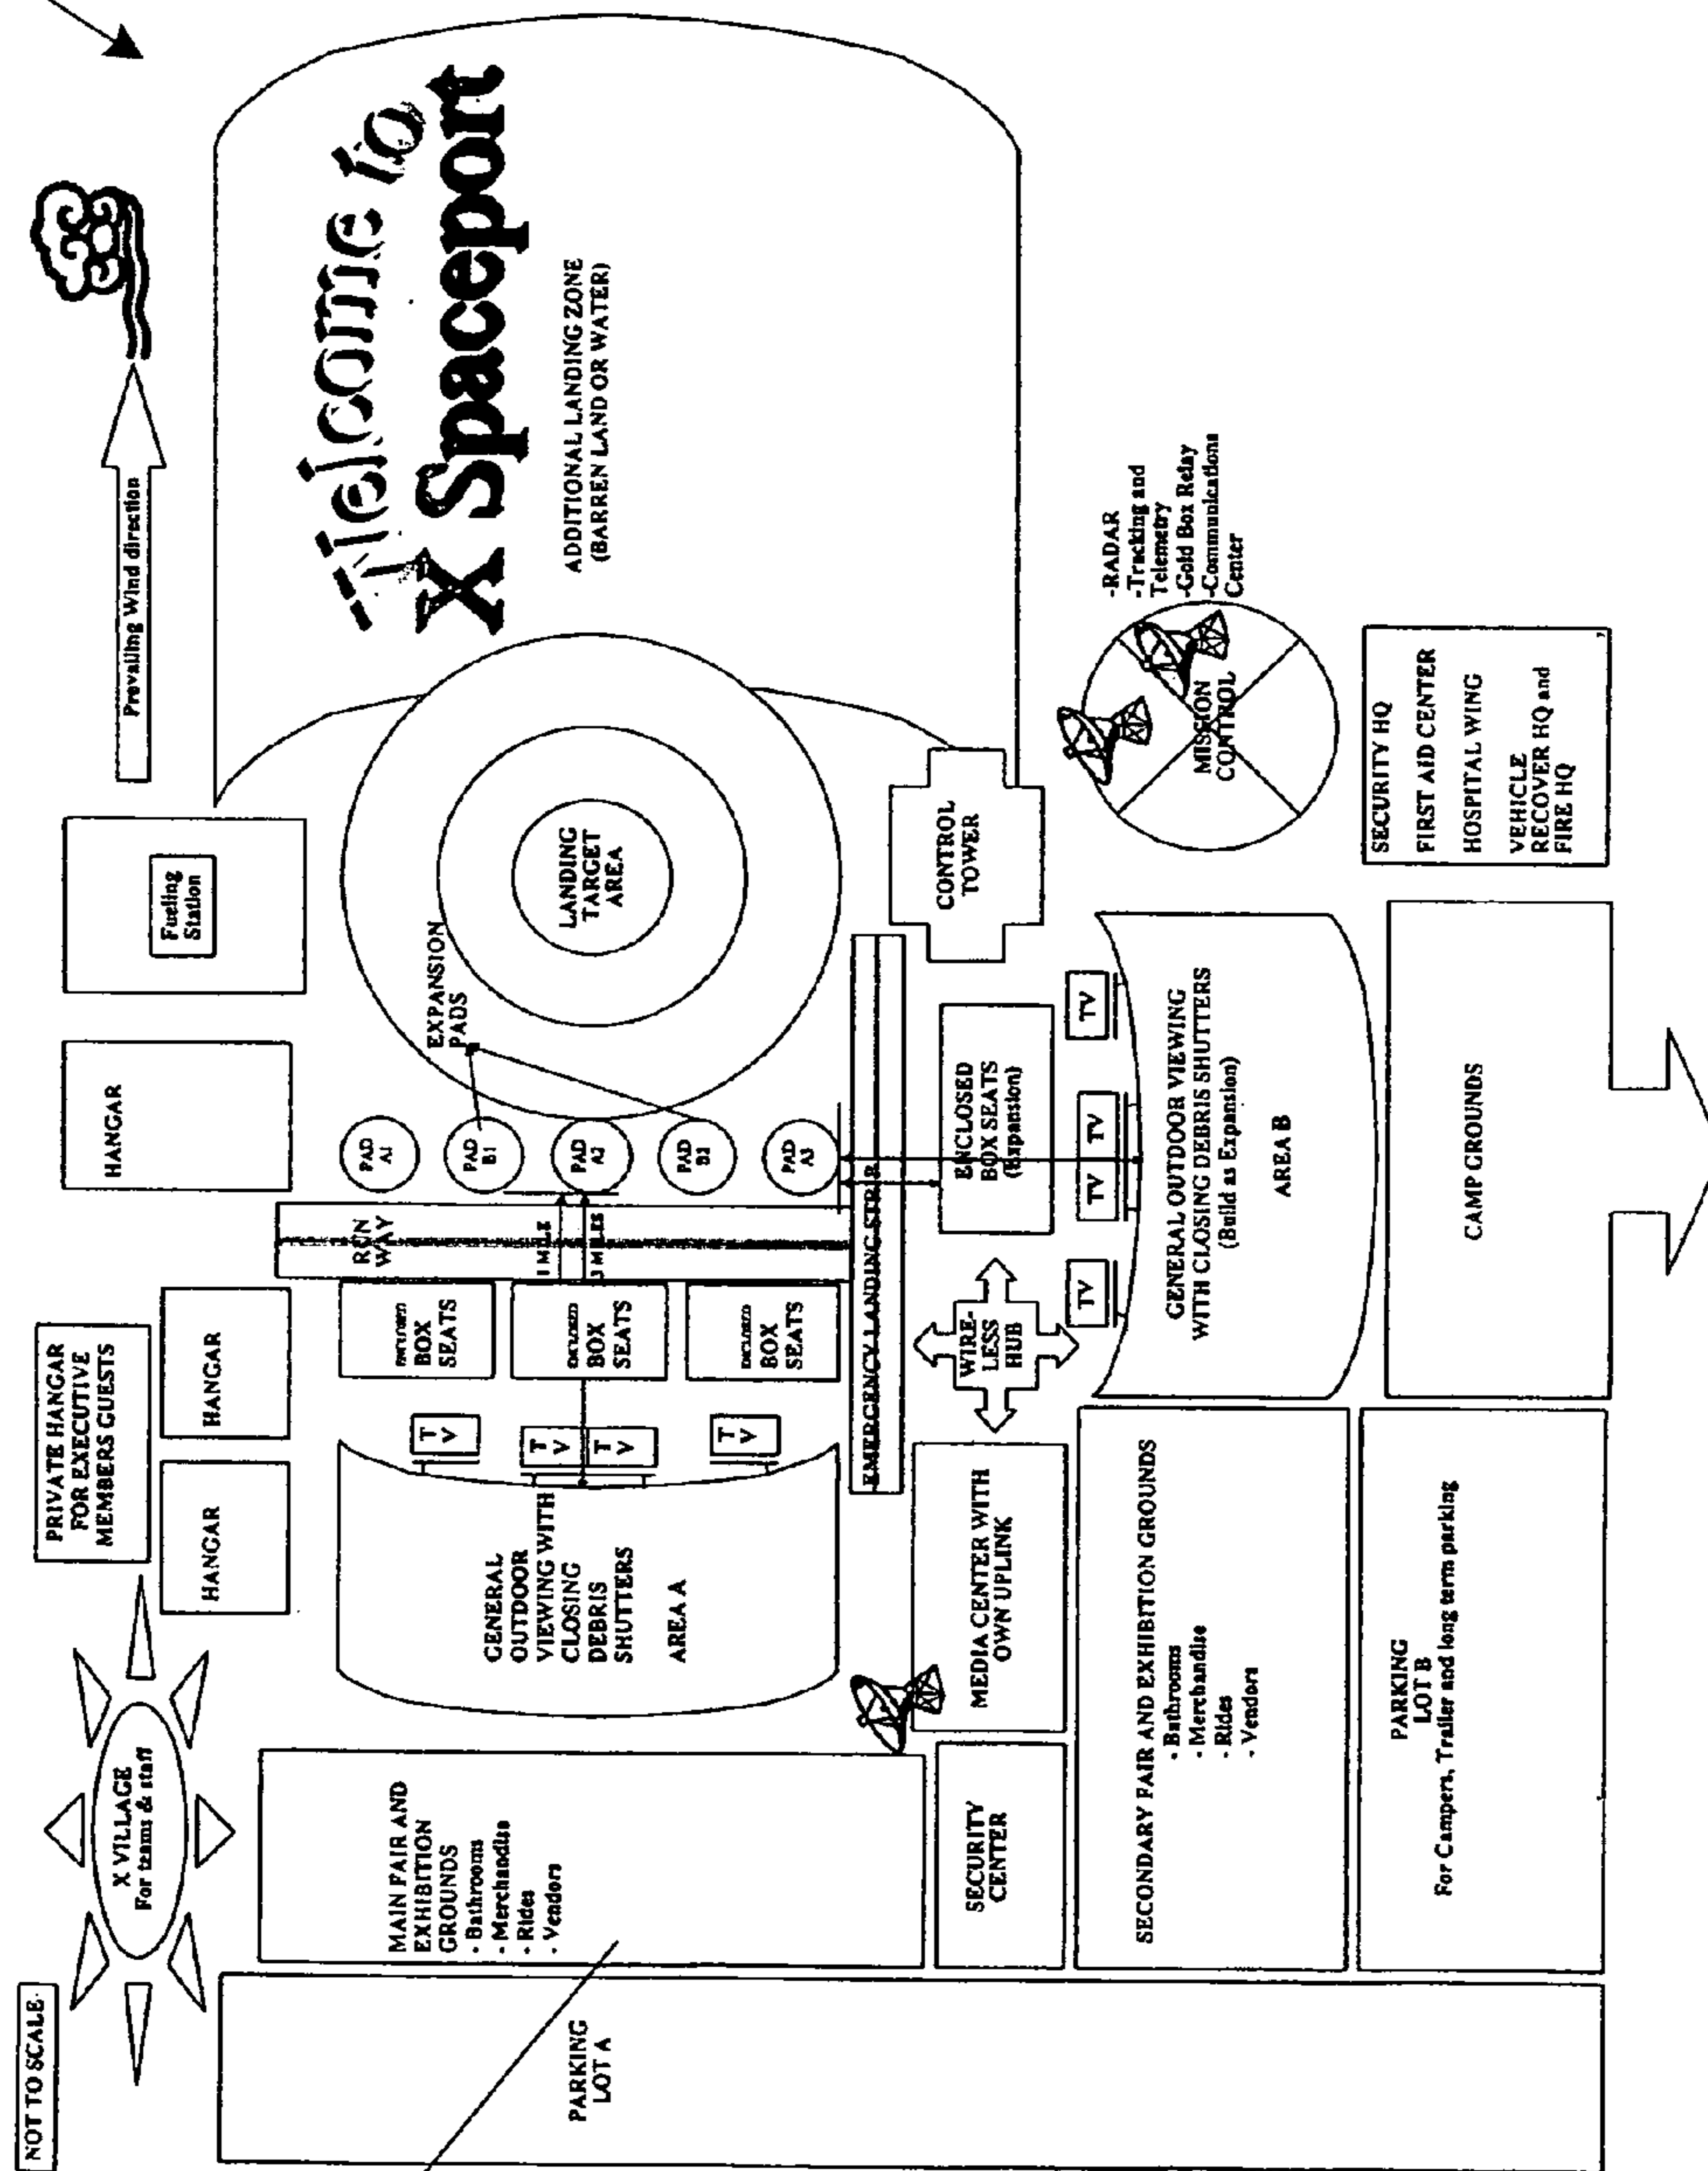 NOT TO SCALE
X VILLAGE
For teams & staff
PRIVATE HANGAR
FOR EXECUTIVE
MEMBERS GUESTS
HANGAR
HANGAR
HANGAR
Fueling
Station
Prevailing Wind direction
Welcome to
X Spaceport
ADDITIONAL LANDING ZONE
(BARREN LAND OR WATER)
PARKING
LOT A
MAIN FAIR AND
EXHIBITION
GROUNDS
- Bathrooms
- Merchandise
- Rides
- Vendors
GENERAL
OUTDOOR
VIEWING WITH
CLOSING
DEBRIS
SHUTTERS
AREA A
TV
TV
TV
TV
ENCLOSED
BOX
SEATS
ENCLOSED
BOX
SEATS
ENCLOSED
BOX
SEATS
RUN
WAY
1 MILE
3 MILES
PAD
A1
PAD
B1
PAD
A2
PAD
B2
PAD
A3
EXPANSION
PADS
LANDING
TARGET
AREA
EMERGENCY LANDING STRIP
SECURITY
CENTER
MEDIA CENTER WITH
OWN UPLINK
WIRE-
LESS
HUB
ENCLOSED
BOX SEATS
(Expansion)
CONTROL
TOWER
TV
TV
TV
TV
MISSION
CONTROL
-RADAR
-Tracking and
Telemetry
-Gold Box Relay
-Communications
Center
SECONDARY FAIR AND EXHIBITION GROUNDS
- Bathrooms
- Merchandise
- Rides
- Vendors
GENERAL OUTDOOR VIEWING
WITH CLOSING DEBRIS SHUTTERS
(Build as Expansion)
AREA B
PARKING
LOT B
For Campers, Trailer and long term parking
CAMP GROUNDS
SECURITY HQ
FIRST AID CENTER
HOSPITAL WING
VEHICLE
RECOVER HQ and
FIRE HQ